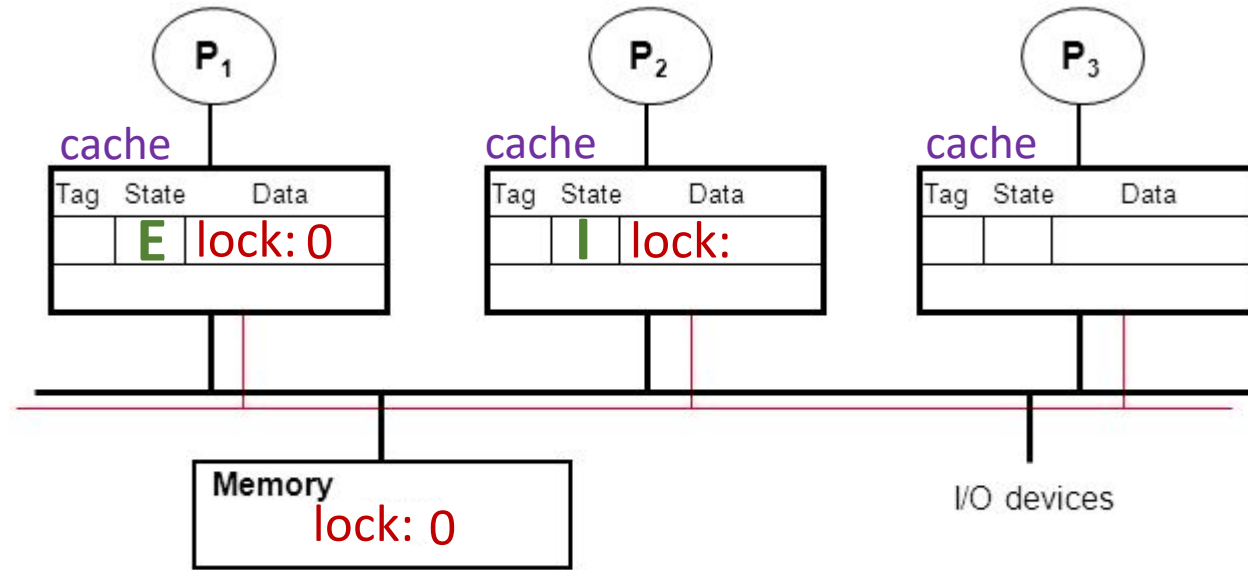 P1 P2 P3
cache cache cache
Tag State Data Tag State Data Tag State Data
E lock: 0 I lock:
Memory
lock: 0
I/O devices